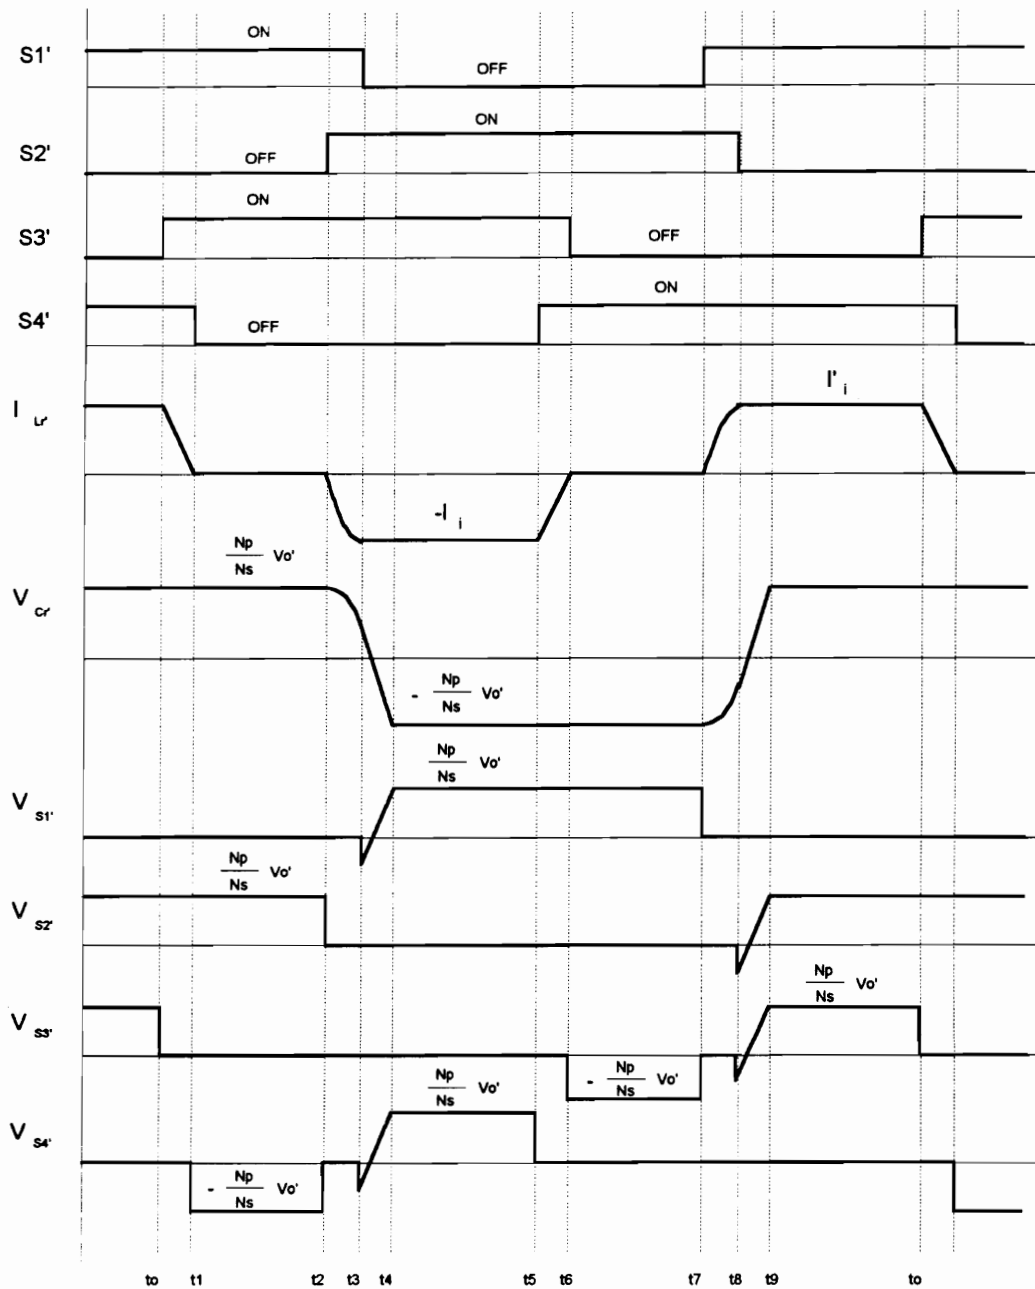 ON
S1'
OFF
ON
S2'
OFF
ON
S3'
OFF
ON
S4'
OFF
I'i
I Lr'
-Ii
Np
Ns
Vo'
V Cr'
- Np
Ns
Vo'
Np
Ns
Vo'
V S1'
Np
Ns
Vo'
V S2'
Np
Ns
Vo'
V S3'
- Np
Ns
Vo'
Np
Ns
Vo'
V S4'
- Np
Ns
Vo'
to t1 t2 t3 t4 t5 t6 t7 t8 t9 to